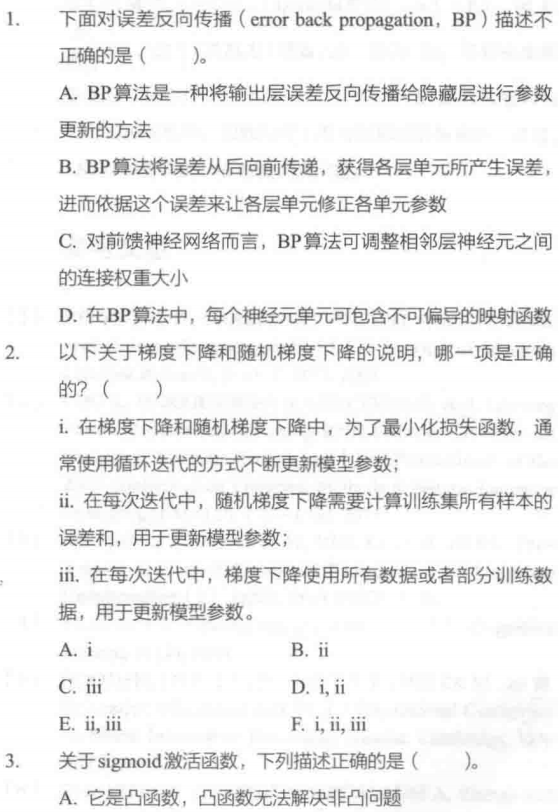 1. 下面对误差反向传播（error back propagation，BP）描述不
正确的是（ ）。
A. BP算法是一种将输出层误差反向传播给隐藏层进行参数
更新的方法
B. BP算法将误差从后向前传递，获得各层单元所产生误差，
进而依据这个误差来让各层单元修正各单元参数
C. 对前馈神经网络而言，BP算法可调整相邻层神经元之间
的连接权重大小
D. 在BP算法中，每个神经元单元可包含不可偏导的映射函数
2. 以下关于梯度下降和随机梯度下降的说明，哪一项是正确
的？（ ）
i. 在梯度下降和随机梯度下降中，为了最小化损失函数，通
常使用循环迭代的方式不断更新模型参数；
ii. 在每次迭代中，随机梯度下降需要计算训练集所有样本的
误差和，用于更新模型参数；
iii. 在每次迭代中，梯度下降使用所有数据或者部分训练数
据，用于更新模型参数。
A. i B. ii
C. iii D. i, ii
E. ii, iii F. i, ii, iii
3. 关于sigmoid激活函数，下列描述正确的是（ ）。
A. 它是凸函数，凸函数无法解决非凸问题